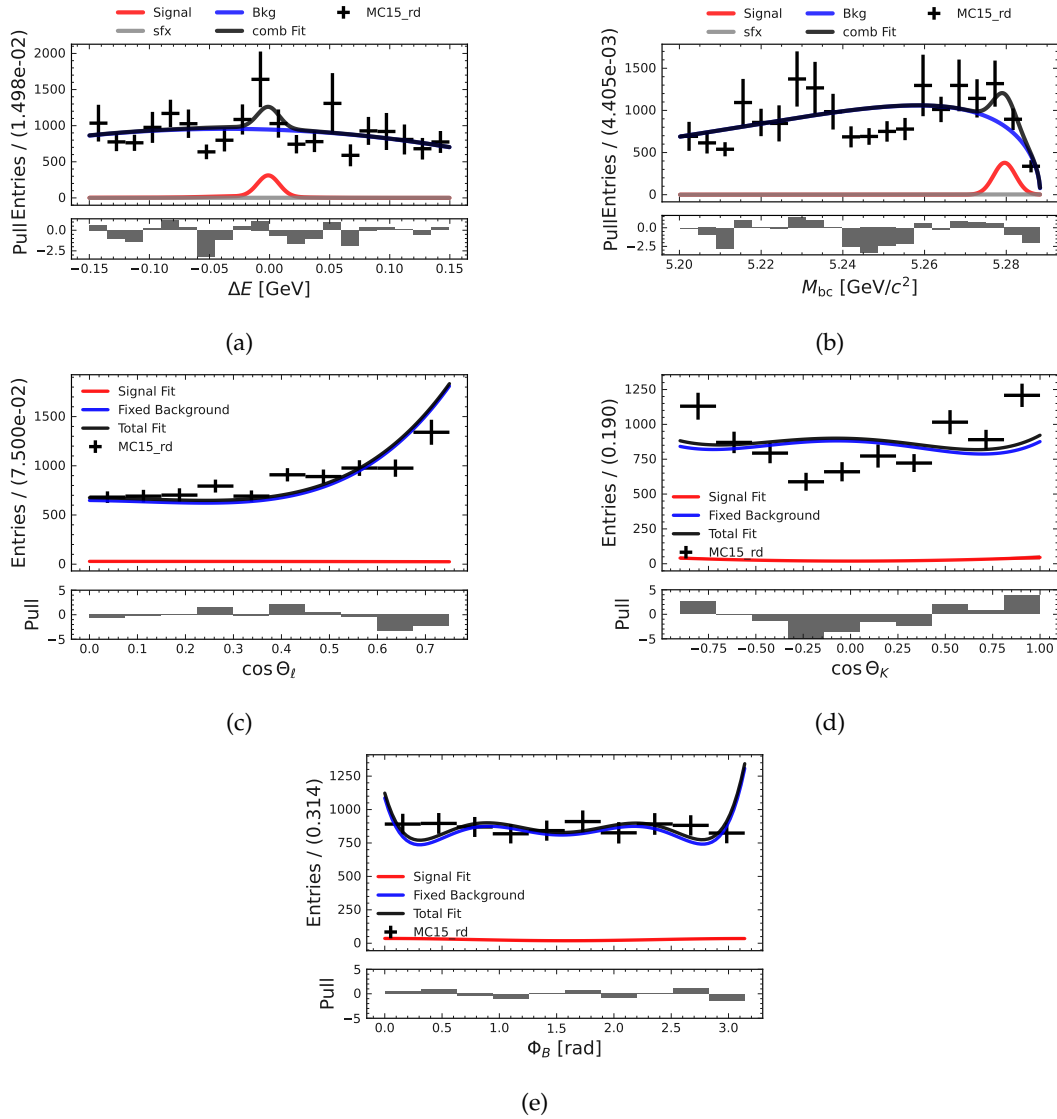 Signal Bkg MC15_rd
sfx comb Fit
Entries / (1.498e-02)
2000
1500
1000
500
0
Pull
0.0
−2.5
−0.15 −0.10 −0.05 0.00 0.05 0.10 0.15
ΔE [GeV]
(a)
Signal Bkg MC15_rd
sfx comb Fit
Entries / (4.405e-03)
1500
1000
500
0
Pull
0.0
−2.5
5.20 5.22 5.24 5.26 5.28
M_bc [GeV/c²]
(b)
Entries / (7.500e-02)
1500
1000
500
0
Signal Fit
Fixed Background
Total Fit
MC15_rd
Pull
5
0
−5
0.0 0.1 0.2 0.3 0.4 0.5 0.6 0.7
cos Θ_ℓ
(c)
Entries / (0.190)
1250
1000
750
500
250
0
Signal Fit
Fixed Background
Total Fit
MC15_rd
Pull
5
0
−5
−0.75 −0.50 −0.25 0.00 0.25 0.50 0.75 1.00
cos Θ_K
(d)
Entries / (0.314)
1250
1000
750
500
250
0
Signal Fit
Fixed Background
Total Fit
MC15_rd
Pull
5
0
−5
0.0 0.5 1.0 1.5 2.0 2.5 3.0
Φ_B [rad]
(e)